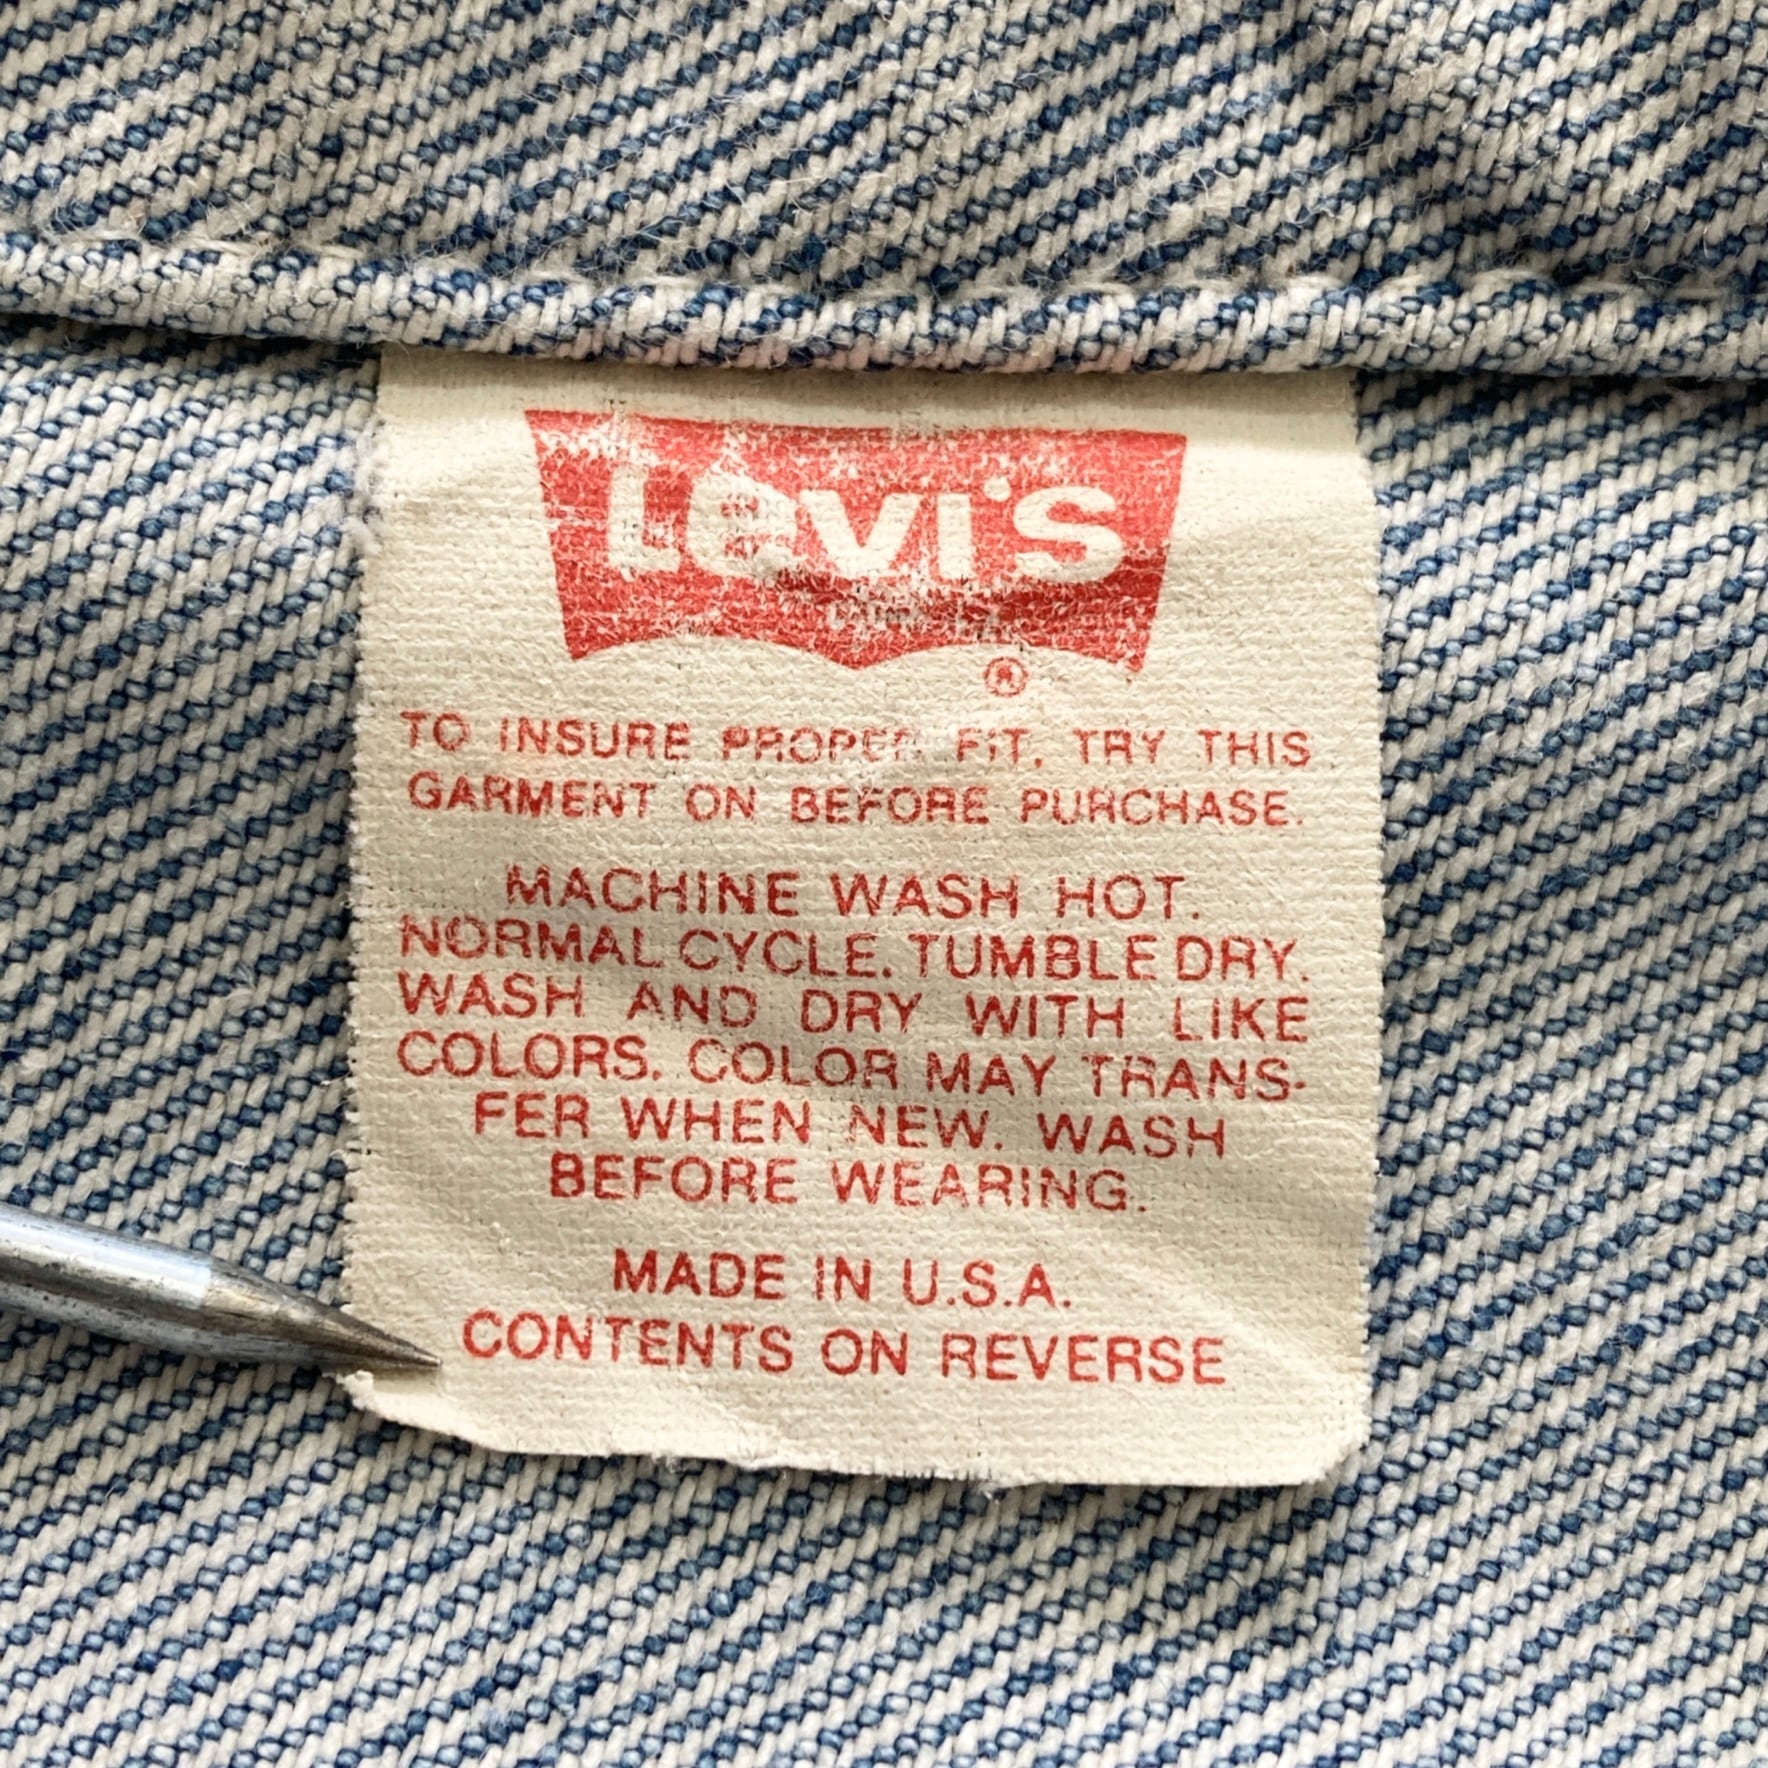 Levi's
®
TO INSURE PROPER FIT, TRY THIS
GARMENT ON BEFORE PURCHASE.
MACHINE WASH HOT.
NORMAL CYCLE. TUMBLE DRY.
WASH AND DRY WITH LIKE
COLORS. COLOR MAY TRANS-
FER WHEN NEW. WASH
BEFORE WEARING.
MADE IN U.S.A.
CONTENTS ON REVERSE